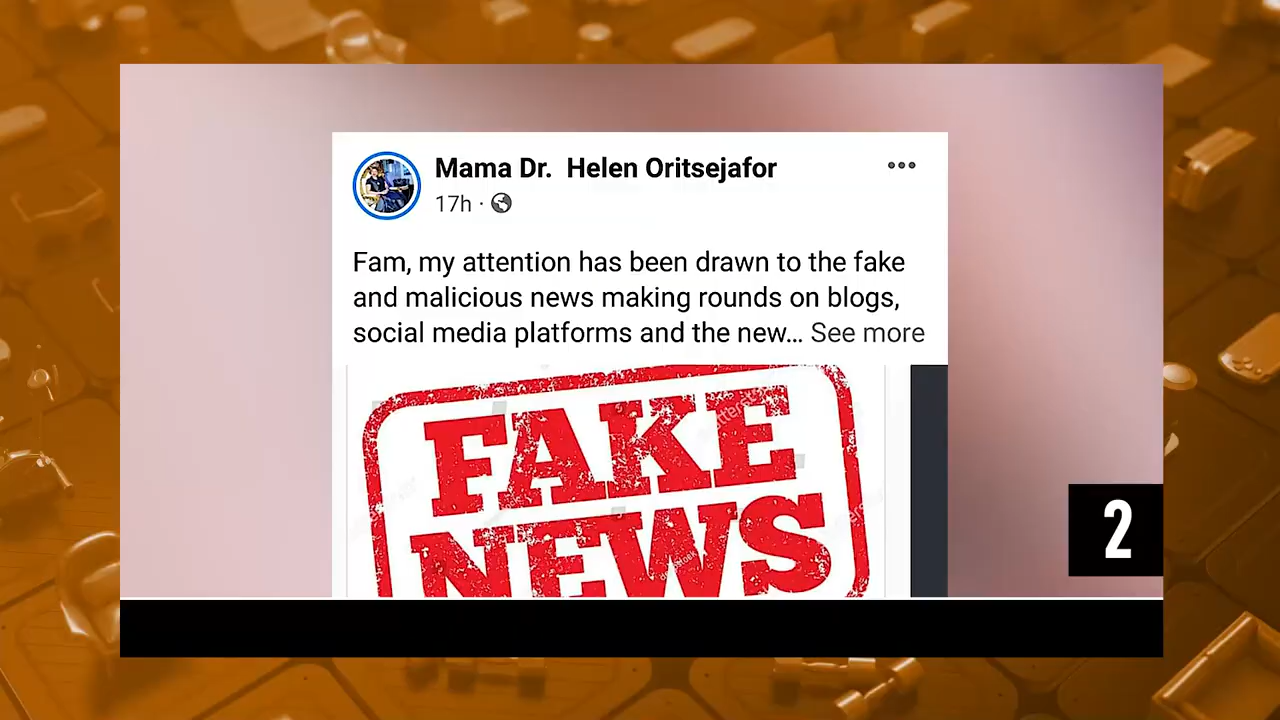 Mama Dr.  Helen Oritsejafor
17h ·
Fam, my attention has been drawn to the fake
and malicious news making rounds on blogs,
social media platforms and the new... See more
FAKE
NEWS
2